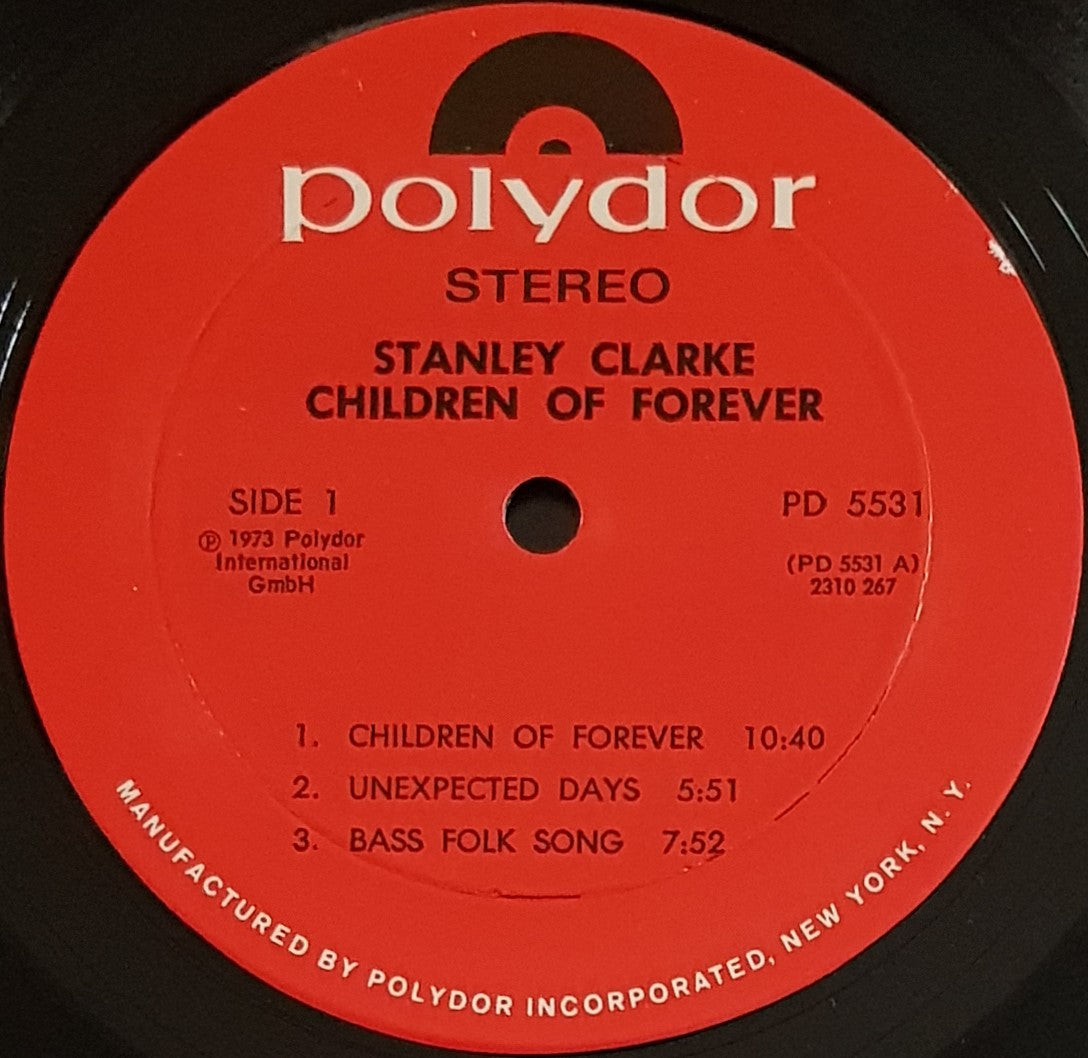 polydor
STEREO
STANLEY CLARKE
CHILDREN OF FOREVER
SIDE 1
℗ 1973 Polydor
International
GmbH
PD 5531
(PD 5531 A)
2310 267
1. CHILDREN OF FOREVER 10:40
2. UNEXPECTED DAYS 5:51
3. BASS FOLK SONG 7:52
MANUFACTURED BY POLYDOR INCORPORATED, NEW YORK, N. Y.